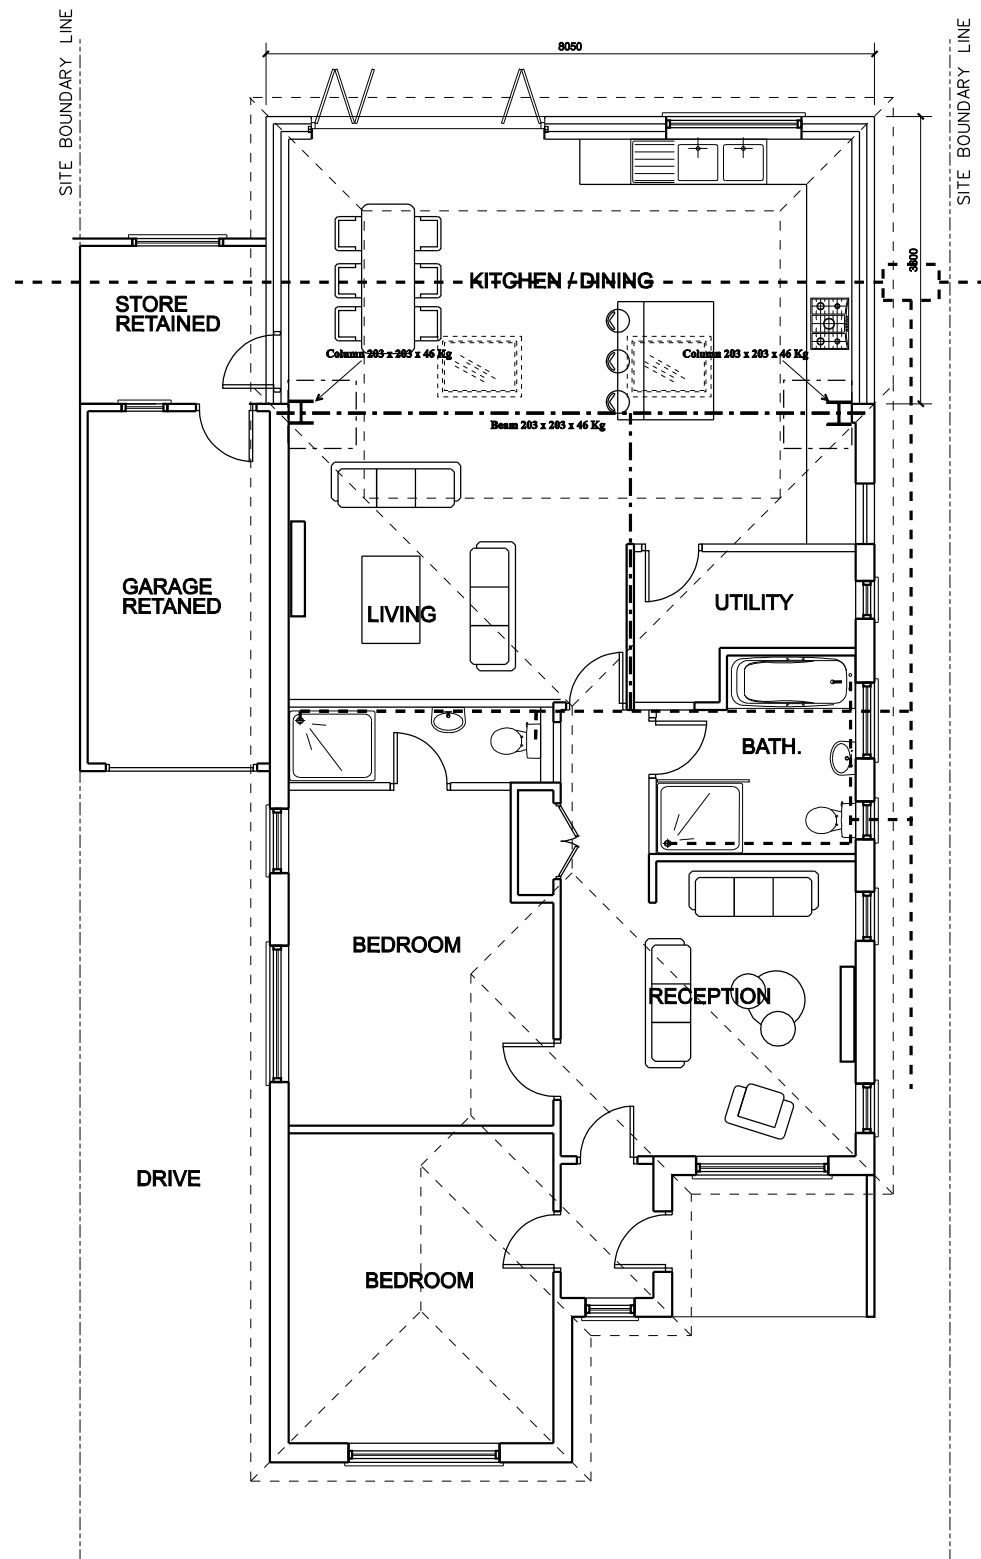 8050
SITE BOUNDARY LINE
SITE BOUNDARY LINE
3800
KITCHEN / DINING
STORE
RETAINED
Column 203 x 203 x 46 Kg
Column 203 x 203 x 46 Kg
Beam 203 x 203 x 46 Kg
GARAGE
RETANED
LIVING
UTILITY
BATH.
BEDROOM
RECEPTION
DRIVE
BEDROOM